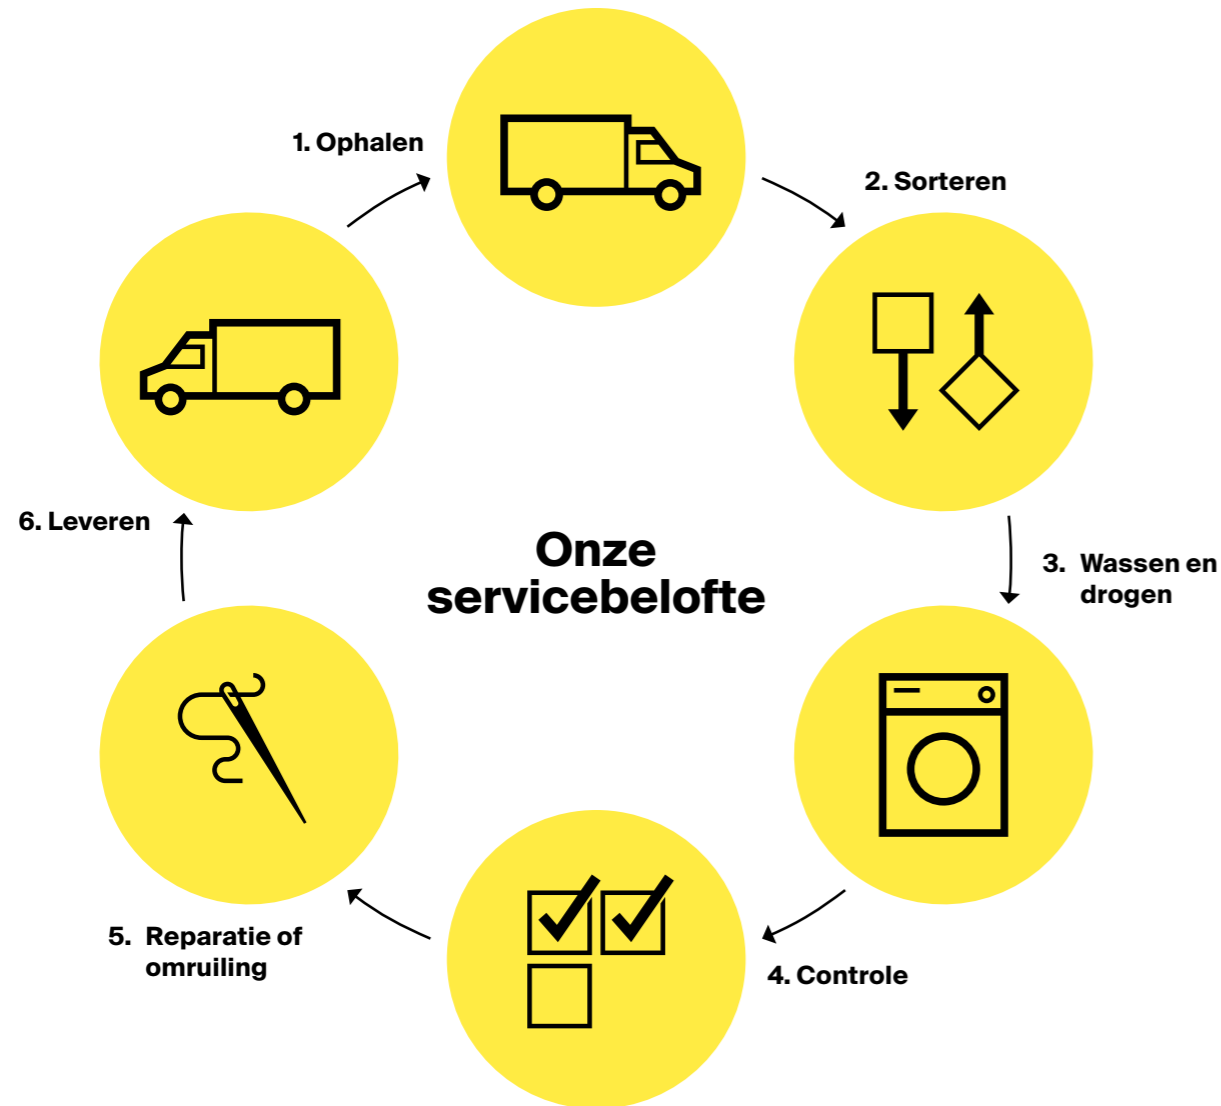 1. Ophalen
2. Sorteren
3. Wassen en
drogen
4. Controle
5. Reparatie of
omruiling
6. Leveren
Onze
servicebelofte